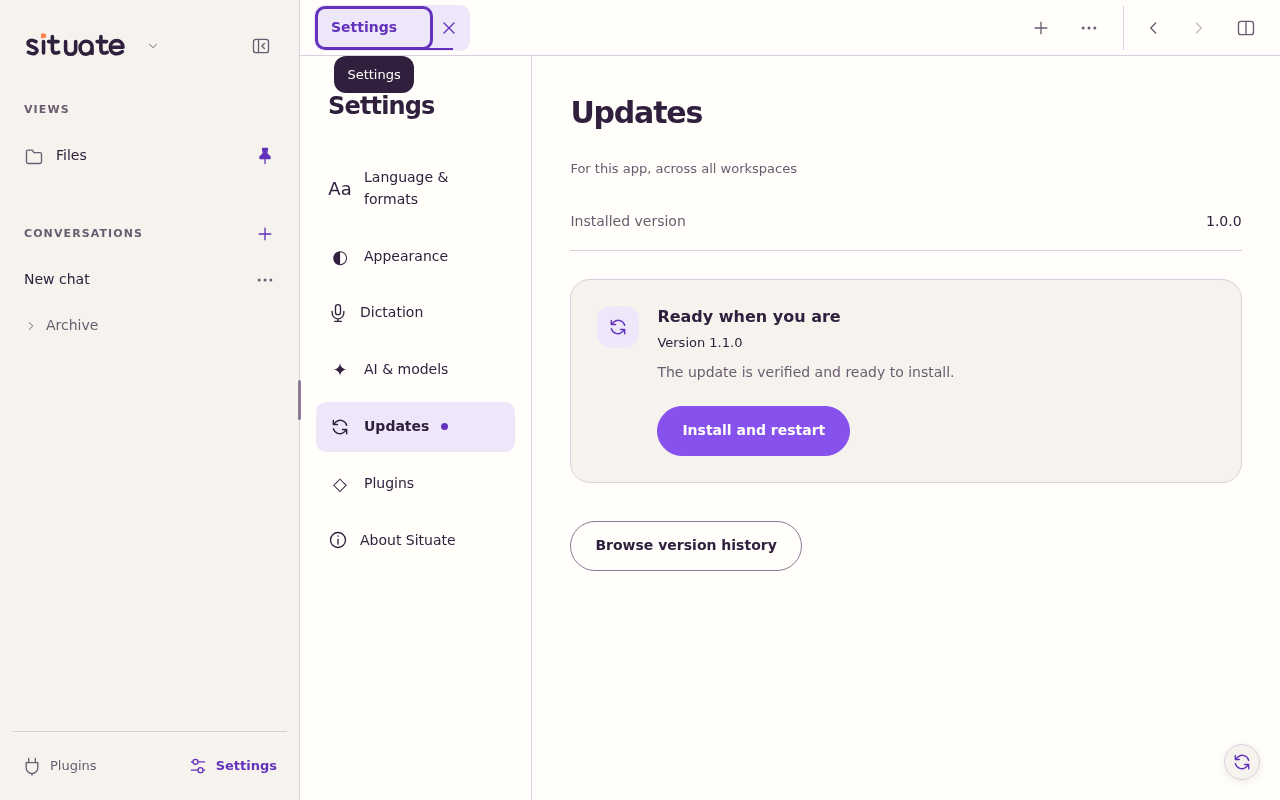 situate
VIEWS
Files
CONVERSATIONS
New chat
Archive
Plugins
Settings
Settings
Settings
Settings
Aa
Language &
formats
Appearance
Dictation
AI & models
Updates
Plugins
About Situate
Updates
For this app, across all workspaces
Installed version
1.0.0
Ready when you are
Version 1.1.0
The update is verified and ready to install.
Install and restart
Browse version history